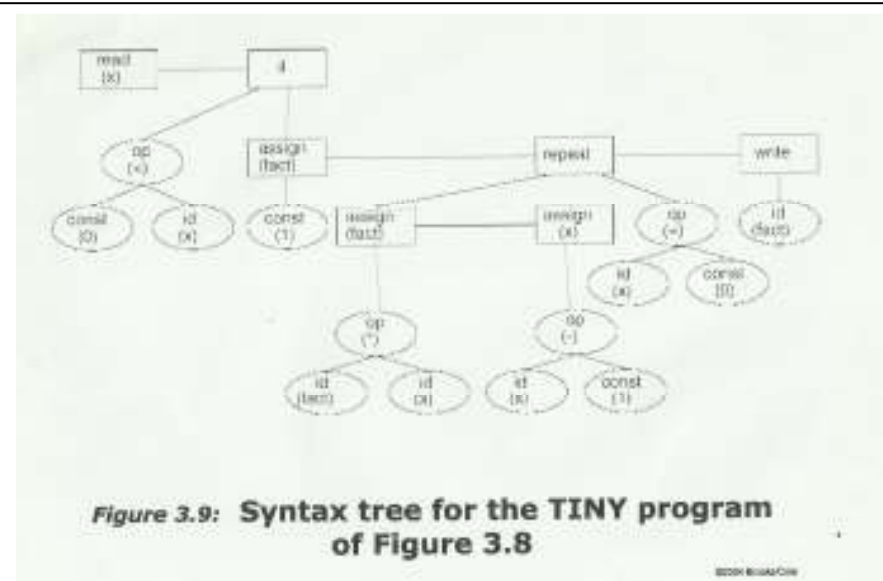 read
(x)
if
op
(<)
assign
(fact)
repeat
write
const
(0)
id
(x)
const
(1)
assign
(fact)
assign
(x)
op
(=)
id
(fact)
id
(x)
const
(0)
op
(*)
op
(-)
id
(fact)
id
(x)
id
(x)
const
(1)
Figure 3.9: Syntax tree for the TINY program
of Figure 3.8
Brooks/Cole